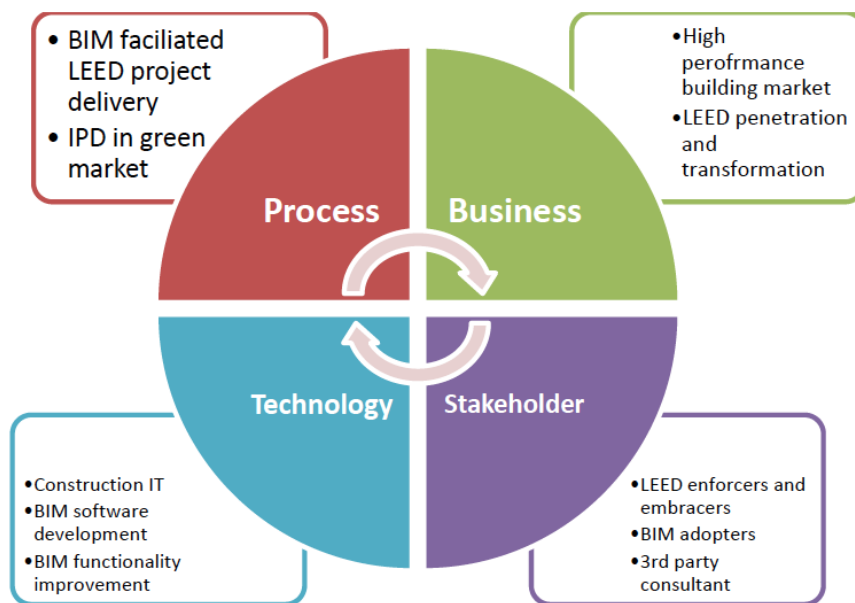 • BIM faciliated
LEED project
delivery
• IPD in green
market
• High
perofrmance
building market
•LEED penetration
and
transformation
Process
Business
Technology
Stakeholder
•Construction IT
•BIM software
development
•BIM functionality
improvement
•LEED enforcers and
embracers
•BIM adopters
•3rd party
consultant